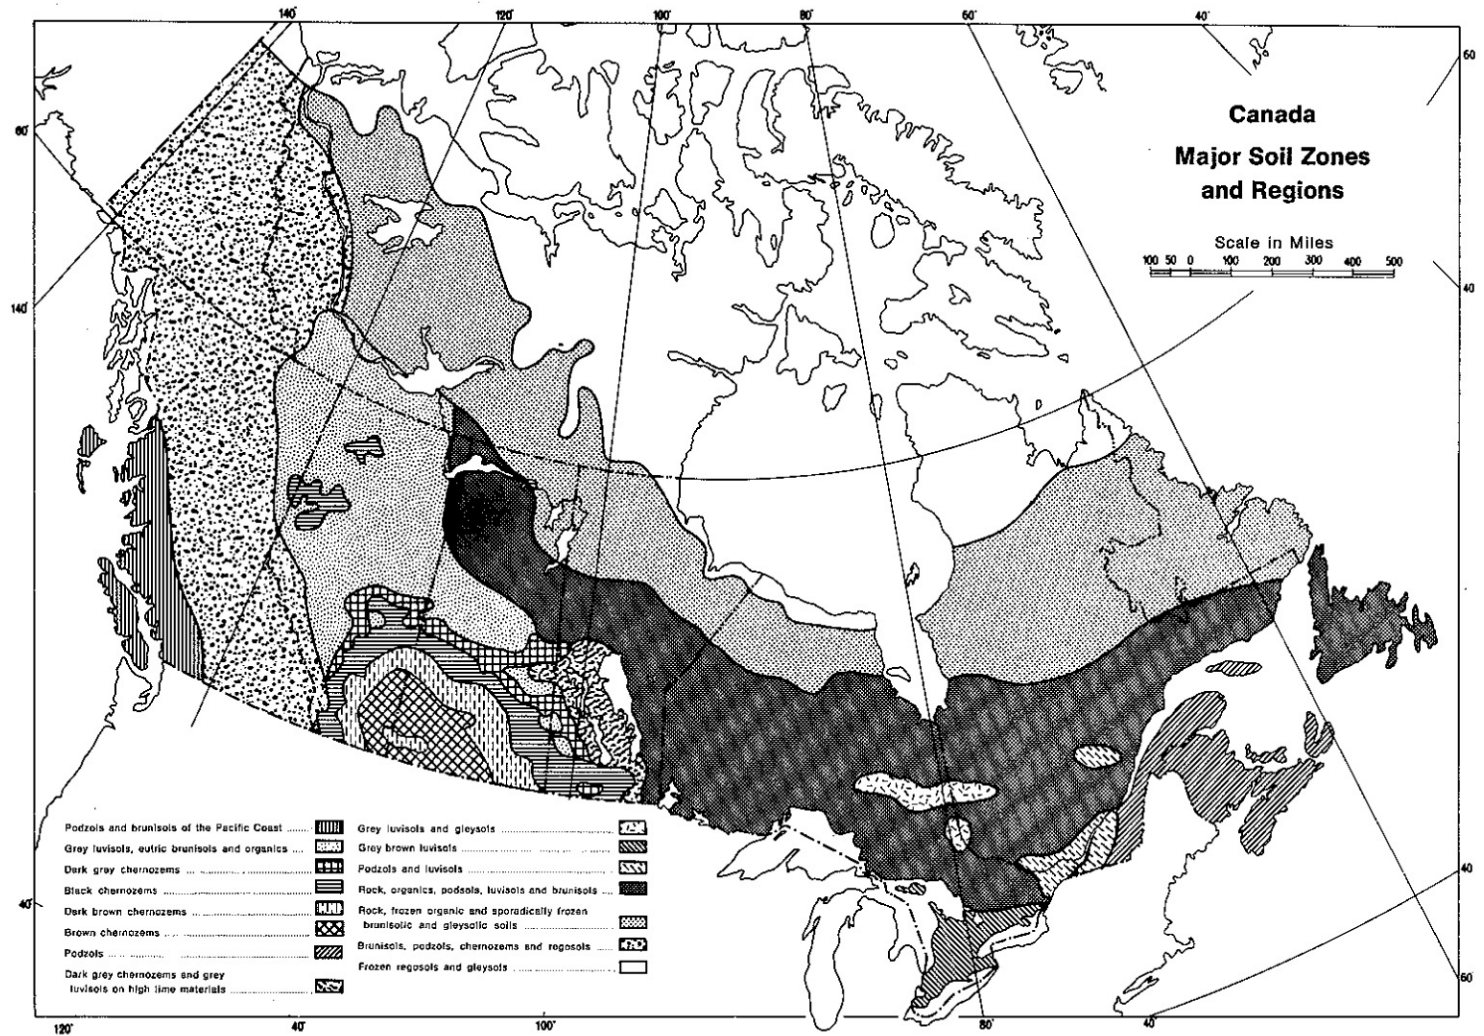 140°
120°
100°
80°
60°
40°
60
60°
Canada
Major Soil Zones
and Regions
Scale in Miles
100 50 0 100 200 300 400 500
140°
40
Podzols and brunisols of the Pacific Coast
Grey luvisols, eutric brunisols and organics
Dark grey chernozems
Black chernozems
Dark brown chernozems
Brown chernozems
Podzols
Dark grey chernozems and grey
luvisols on high lime materials
Grey luvisols and gleysols
Grey brown luvisols
Podzols and luvisols
Rock, organics, podsols, luvisols and brunisols
Rock, frozen organic and sporadically frozen
brunisolic and gleysolic soils
Brunisols, podzols, chernozems and rogosols
Frozen regosols and gleysols
40°
40
60°
120°
40°
100°
80°
40°